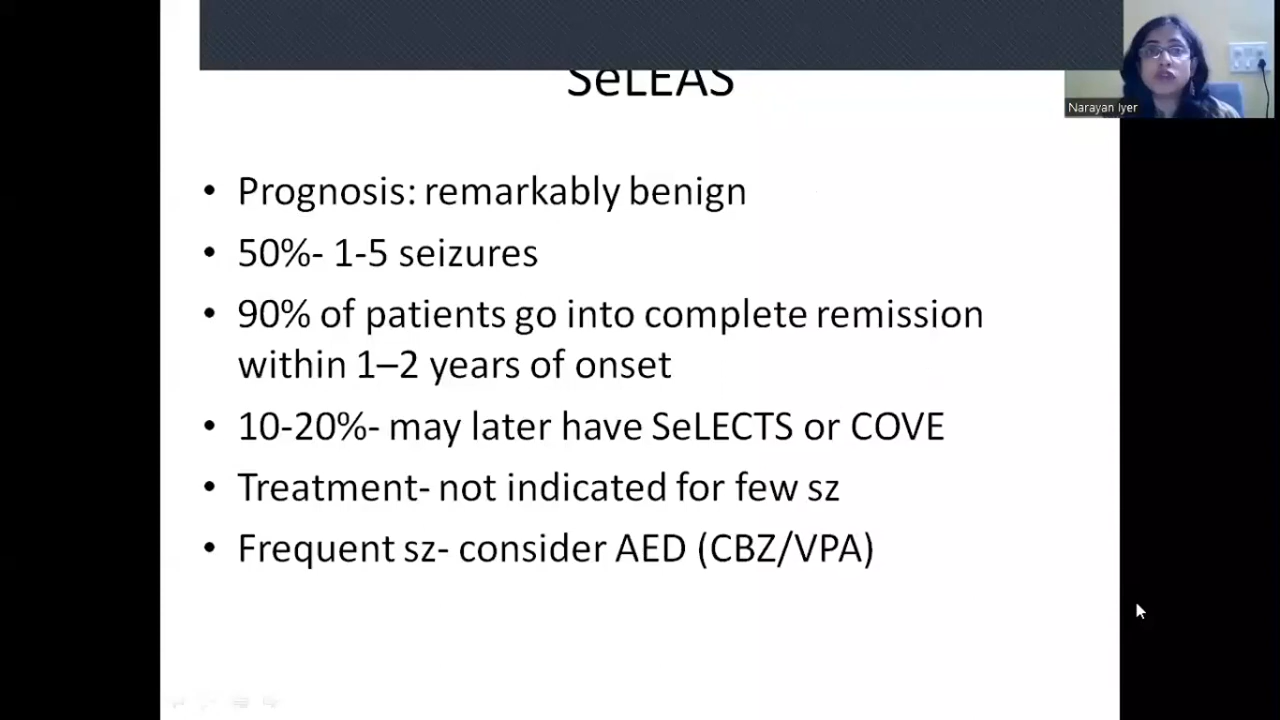 SeLEAS
Narayan Iyer
• Prognosis: remarkably benign
• 50%- 1-5 seizures
• 90% of patients go into complete remission
within 1–2 years of onset
• 10-20%- may later have SeLECTS or COVE
• Treatment- not indicated for few sz
• Frequent sz- consider AED (CBZ/VPA)